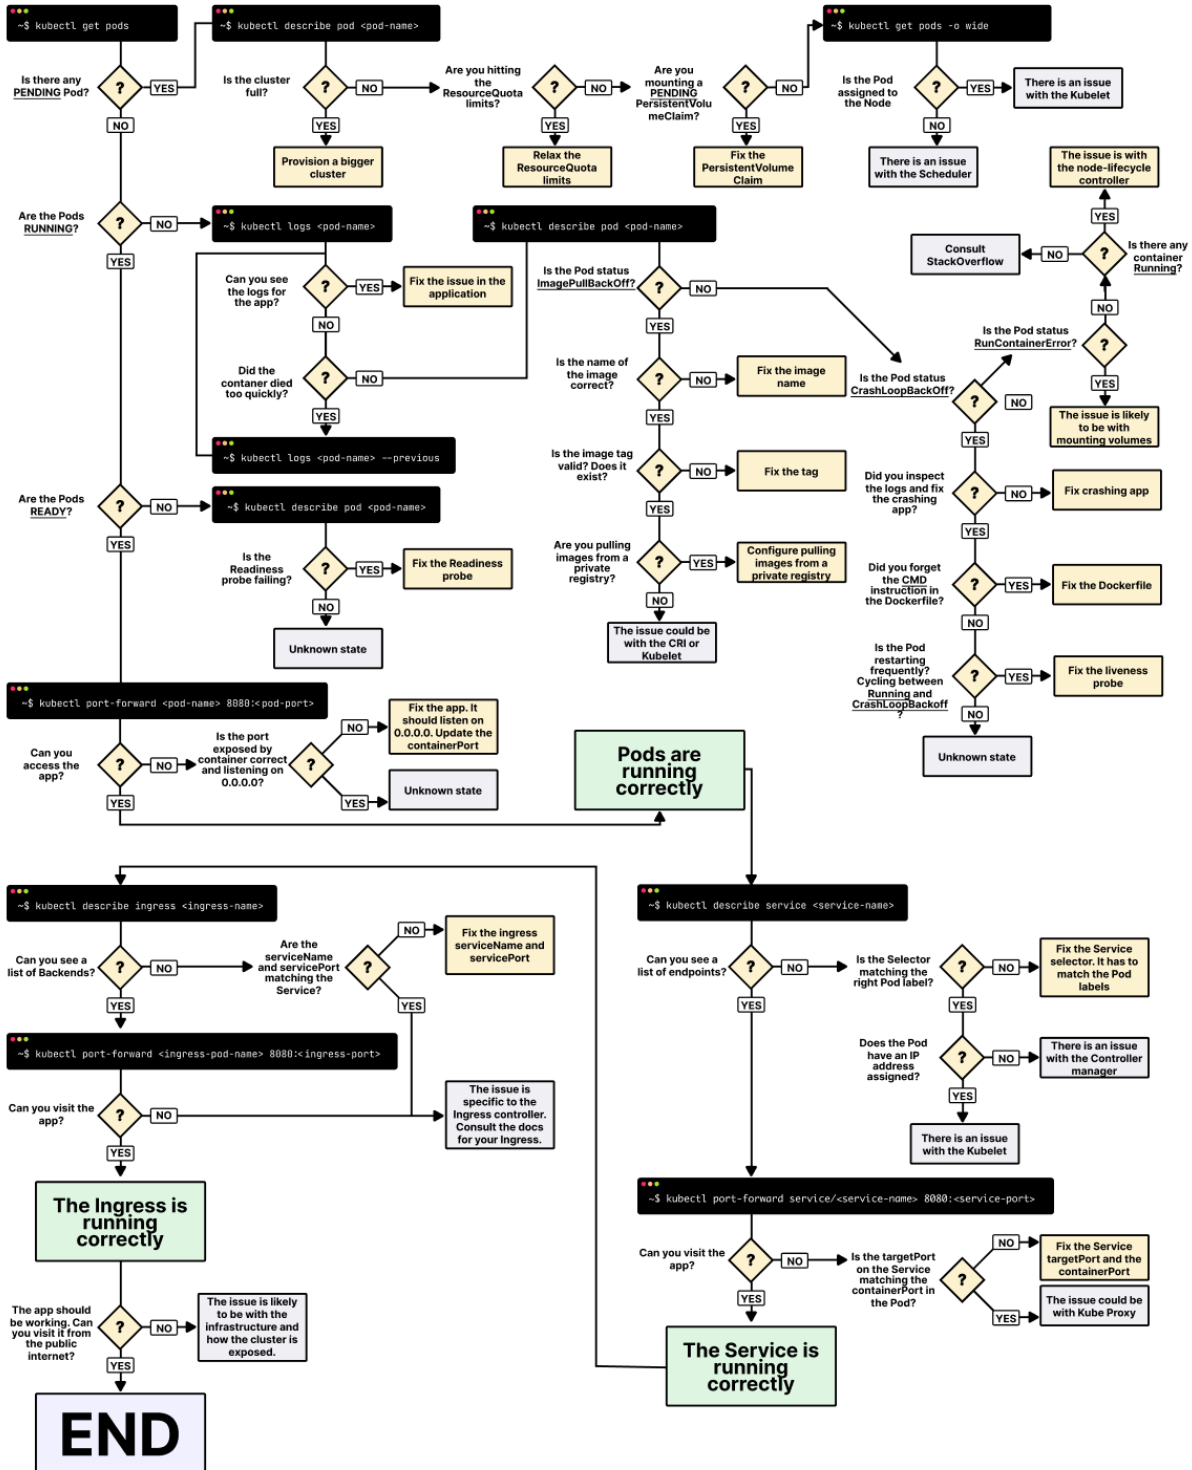 ~$ kubectl get pods
~$ kubectl describe pod <pod-name>
~$ kubectl get pods -o wide
Is there any
PENDING Pod?
?
YES
NO
Is the cluster
full?
?
NO
YES
Provision a bigger
cluster
Are you hitting
the
ResourceQuota
limits?
?
NO
YES
Relax the
ResourceQuota
limits
Are you
mounting a
PENDING
PersistentVolu
meClaim?
?
NO
YES
Fix the
PersistentVolume
Claim
Is the Pod
assigned to
the Node
?
YES
There is an issue
with the Kubelet
NO
There is an issue
with the Scheduler
The issue is with
the node-lifecycle
controller
YES
Is there any
container
Running?
?
NO
Consult
StackOverflow
NO
Are the Pods
RUNNING?
?
NO
YES
~$ kubectl logs <pod-name>
Can you see
the logs for
the app?
?
YES
Fix the issue in the
application
NO
Did the
contaner died
too quickly?
?
NO
YES
~$ kubectl logs <pod-name> --previous
~$ kubectl describe pod <pod-name>
Is the Pod status
ImagePullBackOff?
?
NO
YES
Is the name of
the image
correct?
?
NO
Fix the image
name
YES
Is the image tag
valid? Does it
exist?
?
NO
Fix the tag
YES
Are you pulling
images from a
private
registry?
?
YES
Configure pulling
images from a
private registry
NO
The issue could be
with the CRI or
Kubelet
Is the Pod status
RunContainerError?
?
YES
The issue is likely
to be with
mounting volumes
Is the Pod status
CrashLoopBackOff?
?
NO
YES
Did you inspect
the logs and fix
the crashing
app?
?
NO
Fix crashing app
YES
Did you forget
the CMD
instruction in
the Dockerfile?
?
YES
Fix the Dockerfile
NO
Is the Pod
restarting
frequently?
Cycling between
Running and
CrashLoopBackoff
?
?
YES
Fix the liveness
probe
NO
Unknown state
Are the Pods
READY?
?
NO
YES
~$ kubectl describe pod <pod-name>
Is the
Readiness
probe failing?
?
YES
Fix the Readiness
probe
NO
Unknown state
~$ kubectl port-forward <pod-name> 8080:<pod-port>
Can you
access the
app?
?
NO
YES
Is the port
exposed by
container correct
and listening on
0.0.0.0?
?
NO
Fix the app. It
should listen on
0.0.0.0. Update the
containerPort
YES
Unknown state
Pods are
running
correctly
~$ kubectl describe service <service-name>
Can you see a
list of endpoints?
?
NO
YES
Is the Selector
matching the
right Pod label?
?
NO
Fix the Service
selector. It has to
match the Pod
labels
YES
Does the Pod
have an IP
address
assigned?
?
NO
There is an issue
with the Controller
manager
YES
There is an issue
with the Kubelet
~$ kubectl port-forward service/<service-name> 8080:<service-port>
Can you visit the
app?
?
NO
YES
Is the targetPort
on the Service
matching the
containerPort in
the Pod?
?
NO
Fix the Service
targetPort and the
containerPort
YES
The issue could be
with Kube Proxy
The Service is
running
correctly
~$ kubectl describe ingress <ingress-name>
Can you see a
list of Backends?
?
NO
YES
Are the
serviceName
and servicePort
matching the
Service?
?
NO
Fix the ingress
serviceName and
servicePort
YES
~$ kubectl port-forward <ingress-pod-name> 8080:<ingress-port>
Can you visit the
app?
?
NO
The issue is
specific to the
Ingress controller.
Consult the docs
for your Ingress.
YES
The Ingress is
running
correctly
The app should
be working. Can
you visit it from
the public
internet?
?
NO
The issue is likely
to be with the
infrastructure and
how the cluster is
exposed.
YES
END